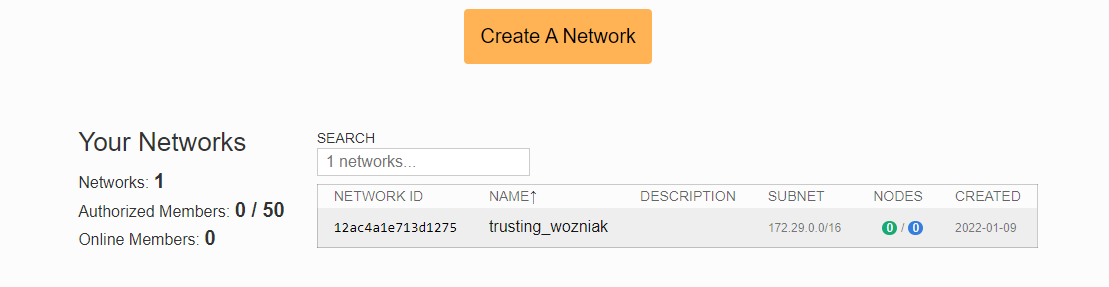 Create A Network
Your Networks
Networks: 1
Authorized Members: 0 / 50
Online Members: 0
SEARCH
1 networks...
NETWORK ID NAME↑ DESCRIPTION SUBNET NODES CREATED
12ac4a1e713d1275 trusting_wozniak 172.29.0.0/16 0 / 0 2022-01-09